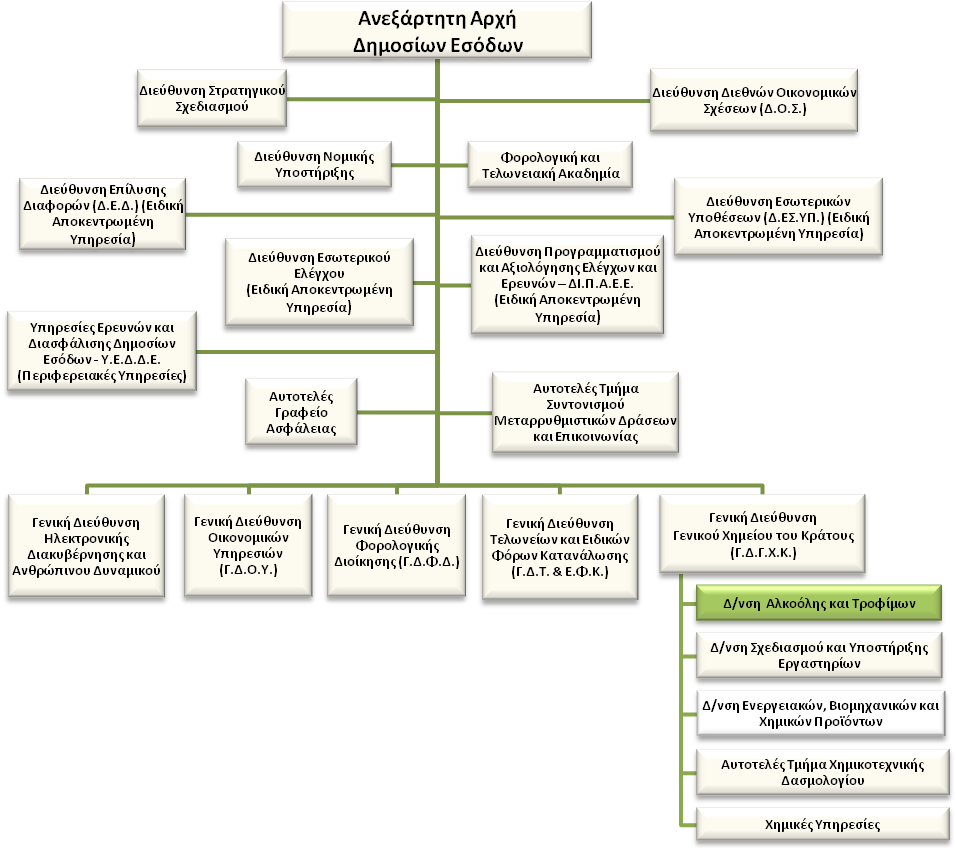 Ανεξάρτητη Αρχή
Δημοσίων Εσόδων
Διεύθυνση Στρατηγικού
Σχεδιασμού
Διεύθυνση Διεθνών Οικονομικών
Σχέσεων (Δ.Ο.Σ.)
Διεύθυνση Νομικής
Υποστήριξης
Φορολογική και
Τελωνειακή Ακαδημία
Διεύθυνση Επίλυσης
Διαφορών (Δ.Ε.Δ.) (Ειδική
Αποκεντρωμένη
Υπηρεσία)
Διεύθυνση Εσωτερικών
Υποθέσεων (Δ.ΕΣ.ΥΠ.) (Ειδική
Αποκεντρωμένη Υπηρεσία)
Διεύθυνση Εσωτερικού
Ελέγχου
(Ειδική Αποκεντρωμένη
Υπηρεσία)
Διεύθυνση Προγραμματισμού
και Αξιολόγησης Ελέγχων και
Ερευνών – ΔΙ.Π.Α.Ε.Ε.
(Ειδική Αποκεντρωμένη
Υπηρεσία)
Υπηρεσίες Ερευνών και
Διασφάλισης Δημοσίων
Εσόδων - Υ.Ε.Δ.Δ.Ε.
(Περιφερειακές Υπηρεσίες)
Αυτοτελές
Γραφείο
Ασφάλειας
Αυτοτελές Τμήμα
Συντονισμού
Μεταρρυθμιστικών Δράσεων
και Επικοινωνίας
Γενική Διεύθυνση
Ηλεκτρονικής
Διακυβέρνησης και
Ανθρώπινου Δυναμικού
Γενική Διεύθυνση
Οικονομικών
Υπηρεσιών
(Γ.Δ.Ο.Υ.)
Γενική Διεύθυνση
Φορολογικής
Διοίκησης (Γ.Δ.Φ.Δ.)
Γενική Διεύθυνση
Τελωνείων και Ειδικών
Φόρων Κατανάλωσης
(Γ.Δ.Τ. & Ε.Φ.Κ.)
Γενική Διεύθυνση
Γενικού Χημείου του Κράτους
(Γ.Δ.Γ.Χ.Κ.)
Δ/νση  Αλκοόλης και Τροφίμων
Δ/νση Σχεδιασμού και Υποστήριξης
Εργαστηρίων
Δ/νση Ενεργειακών, Βιομηχανικών και
Χημικών Προϊόντων
Αυτοτελές Τμήμα Χημικοτεχνικής
Δασμολογίου
Χημικές Υπηρεσίες